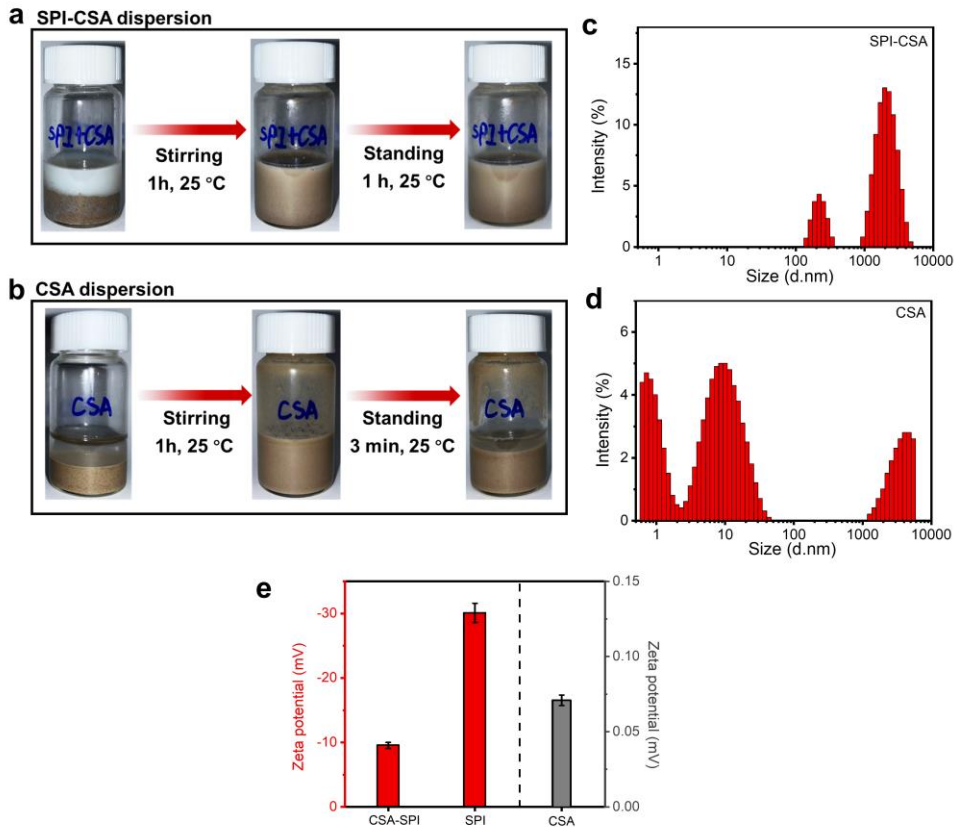 a SPI-CSA dispersion
SPI+CSA
Stirring
1h, 25 °C
SPI+CSA
Standing
1 h, 25 °C
SPI+CSA
b CSA dispersion
CSA
Stirring
1h, 25 °C
CSA
Standing
3 min, 25 °C
CSA
c
SPI-CSA
Intensity (%)
15
10
5
0
1 10 100 1000 10000
Size (d.nm)
d
CSA
Intensity (%)
6
4
2
0
1 10 100 1000 10000
Size (d.nm)
e
Zeta potential (mV)
-30
-20
-10
0
CSA-SPI SPI CSA
0.15
0.10
0.05
0.00
Zeta potential (mV)